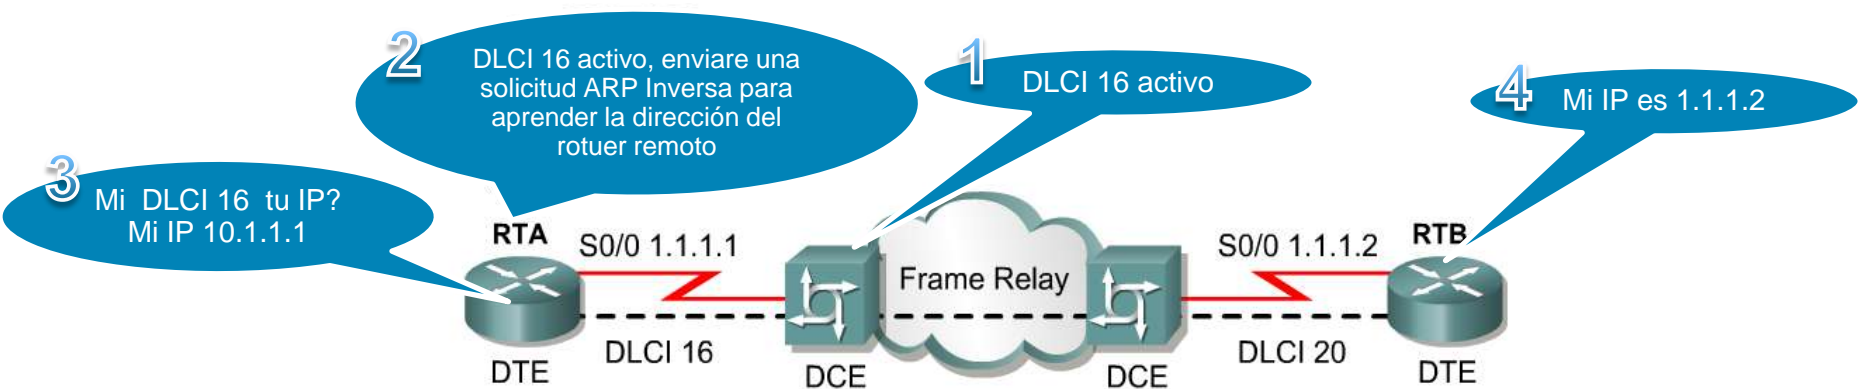 2
DLCI 16 activo, enviare una
solicitud ARP Inversa para
aprender la dirección del
rotuer remoto
1
DLCI 16 activo
4
Mi IP es 1.1.1.2
3
Mi DLCI 16 tu IP?
Mi IP 10.1.1.1
RTA
S0/0 1.1.1.1
Frame Relay
S0/0 1.1.1.2
RTB
DLCI 16
DLCI 20
DTE
DCE
DCE
DTE